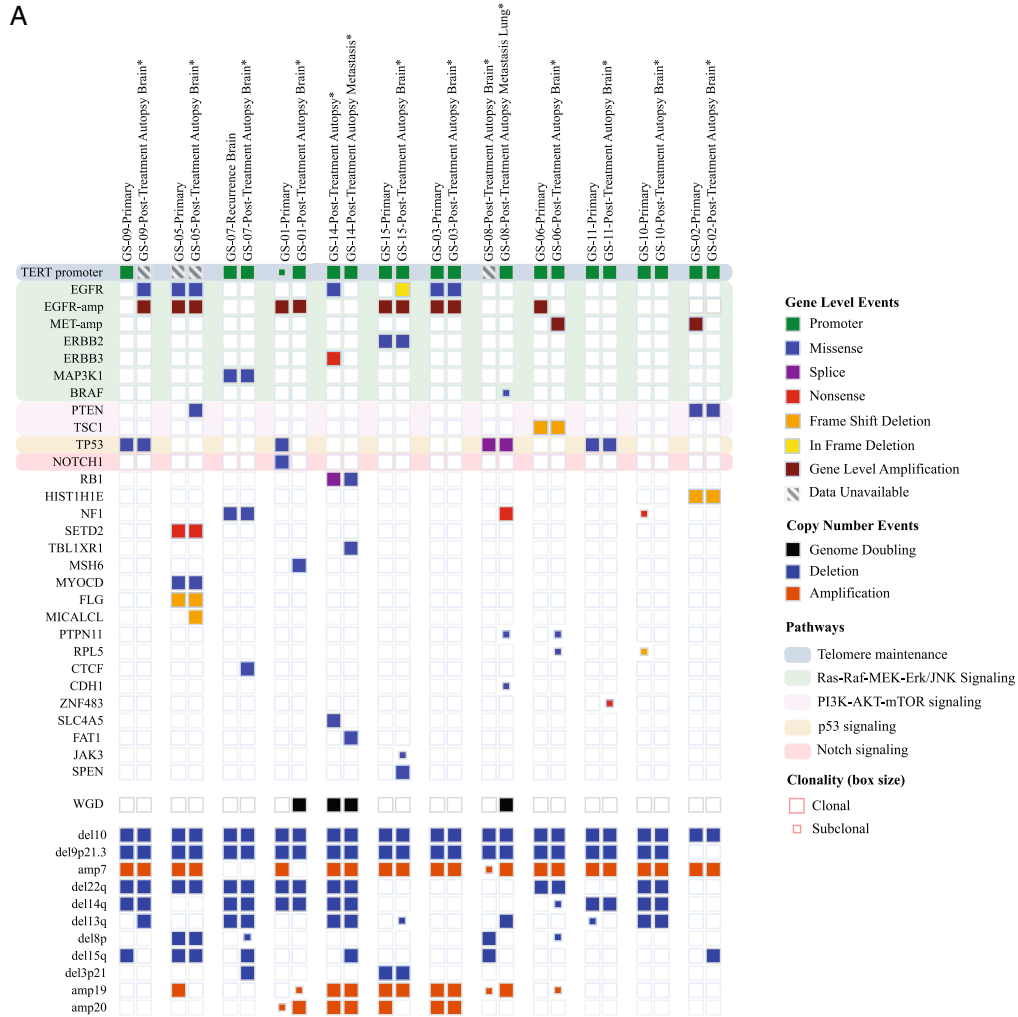 A
GS-09-Primary
GS-09-Post-Treatment Autopsy Brain*
GS-05-Primary
GS-05-Post-Treatment Autopsy Brain*
GS-07-Recurrence Brain
GS-07-Post-Treatment Autopsy Brain*
GS-01-Primary
GS-01-Post-Treatment Autopsy Brain*
GS-14-Post-Treatment Autopsy*
GS-14-Post-Treatment Autopsy Metastasis*
GS-15-Primary
GS-15-Post-Treatment Autopsy Brain*
GS-03-Primary
GS-03-Post-Treatment Autopsy Brain*
GS-08-Post-Treatment Autopsy Brain*
GS-08-Post-Treatment Autopsy Metastasis Lung*
GS-06-Primary
GS-06-Post-Treatment Autopsy Brain*
GS-11-Primary
GS-11-Post-Treatment Autopsy Brain*
GS-10-Primary
GS-10-Post-Treatment Autopsy Brain*
GS-02-Primary
GS-02-Post-Treatment Autopsy Brain*
TERT promoter
EGFR
EGFR-amp
MET-amp
ERBB2
ERBB3
MAP3K1
BRAF
PTEN
TSC1
TP53
NOTCH1
RB1
HIST1H1E
NF1
SETD2
TBL1XR1
MSH6
MYOCD
FLG
MICALCL
PTPN11
RPL5
CTCF
CDH1
ZNF483
SLC4A5
FAT1
JAK3
SPEN
WGD
del10
del9p21.3
amp7
del22q
del14q
del13q
del8p
del15q
del3p21
amp19
amp20
Gene Level Events
Promoter
Missense
Splice
Nonsense
Frame Shift Deletion
In Frame Deletion
Gene Level Amplification
Data Unavailable
Copy Number Events
Genome Doubling
Deletion
Amplification
Pathways
Telomere maintenance
Ras-Raf-MEK-Erk/JNK Signaling
PI3K-AKT-mTOR signaling
p53 signaling
Notch signaling
Clonality (box size)
Clonal
Subclonal